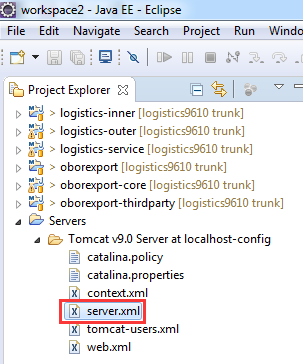 workspace2 - Java EE - Eclipse
File Edit Navigate Search Project Run Window
Project Explorer
> logistics-inner [logistics9610 trunk]
> logistics-outer [logistics9610 trunk]
> logistics-service [logistics9610 trunk]
> oborexport [logistics9610 trunk]
> oborexport-core [logistics9610 trunk]
> oborexport-thirdparty [logistics9610 trunk]
Servers
Tomcat v9.0 Server at localhost-config
catalina.policy
catalina.properties
context.xml
server.xml
tomcat-users.xml
web.xml